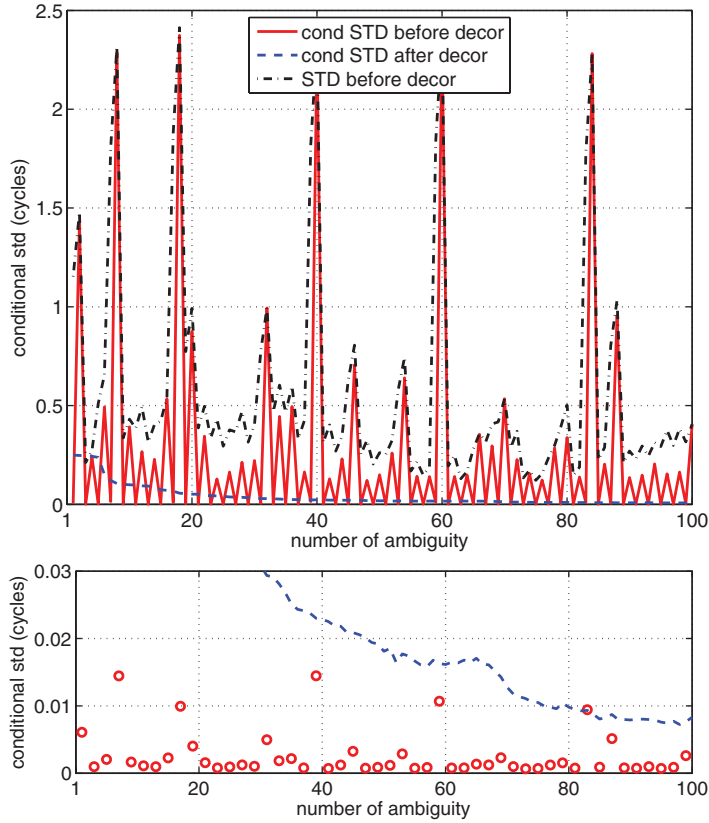 cond STD before decor
cond STD after decor
STD before decor
2.5
2
1.5
1
0.5
0
conditional std (cycles)
1 20 40 60 80 100
number of ambiguity
0.03
0.02
0.01
0
conditional std (cycles)
1 20 40 60 80 100
number of ambiguity